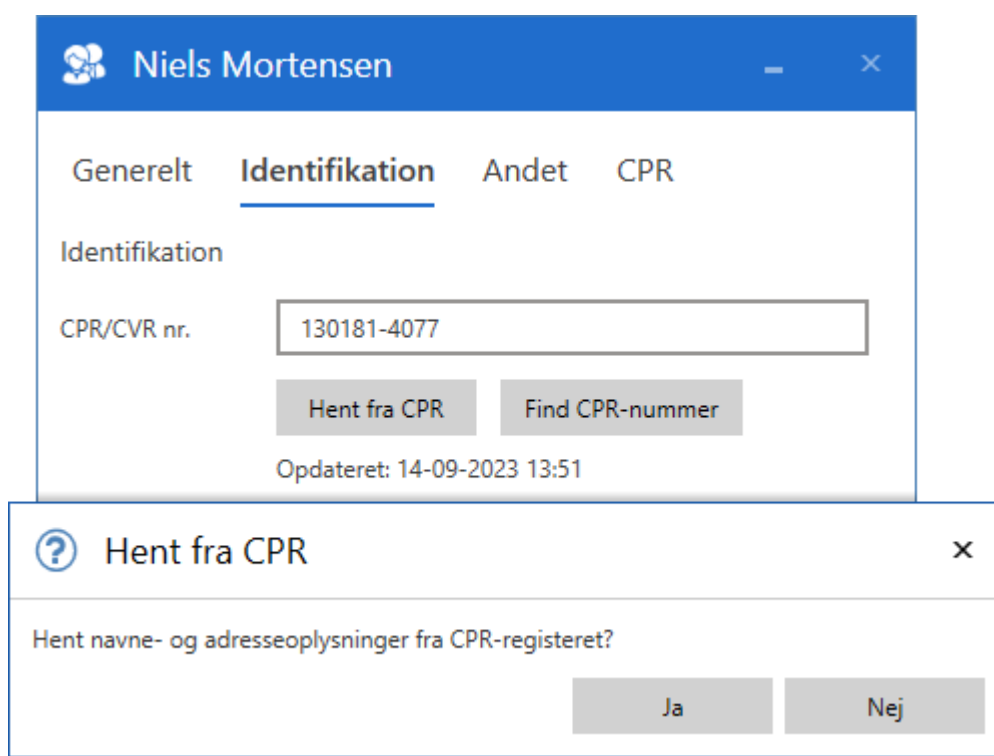 Niels Mortensen
Generelt Identifikation Andet CPR
Identifikation
CPR/CVR nr. 130181-4077
Hent fra CPR Find CPR-nummer
Opdateret: 14-09-2023 13:51
Hent fra CPR
Hent navne- og adresseoplysninger fra CPR-registeret?
Ja Nej